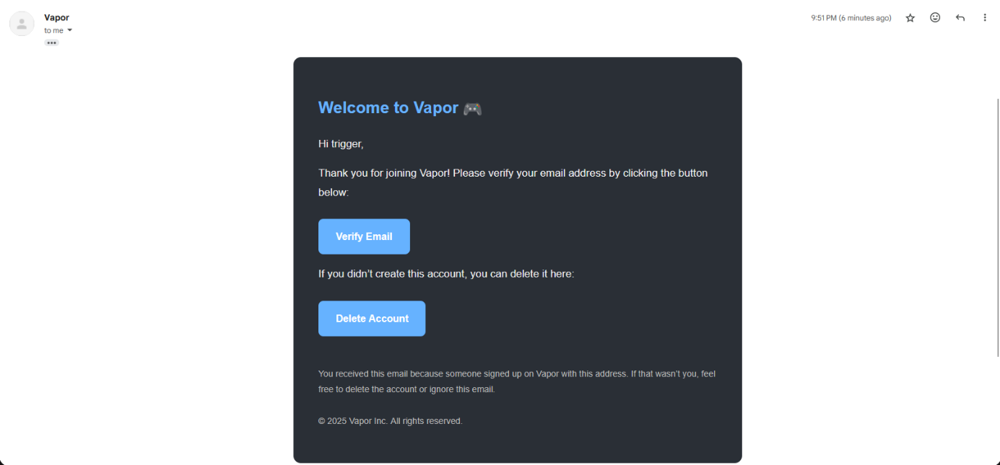 Vapor
9:51 PM (6 minutes ago)
to me
Welcome to Vapor 🎮
Hi trigger,
Thank you for joining Vapor! Please verify your email address by clicking the button
below:
Verify Email
If you didn’t create this account, you can delete it here:
Delete Account
You received this email because someone signed up on Vapor with this address. If that wasn’t you, feel
free to delete the account or ignore this email.
© 2025 Vapor Inc. All rights reserved.